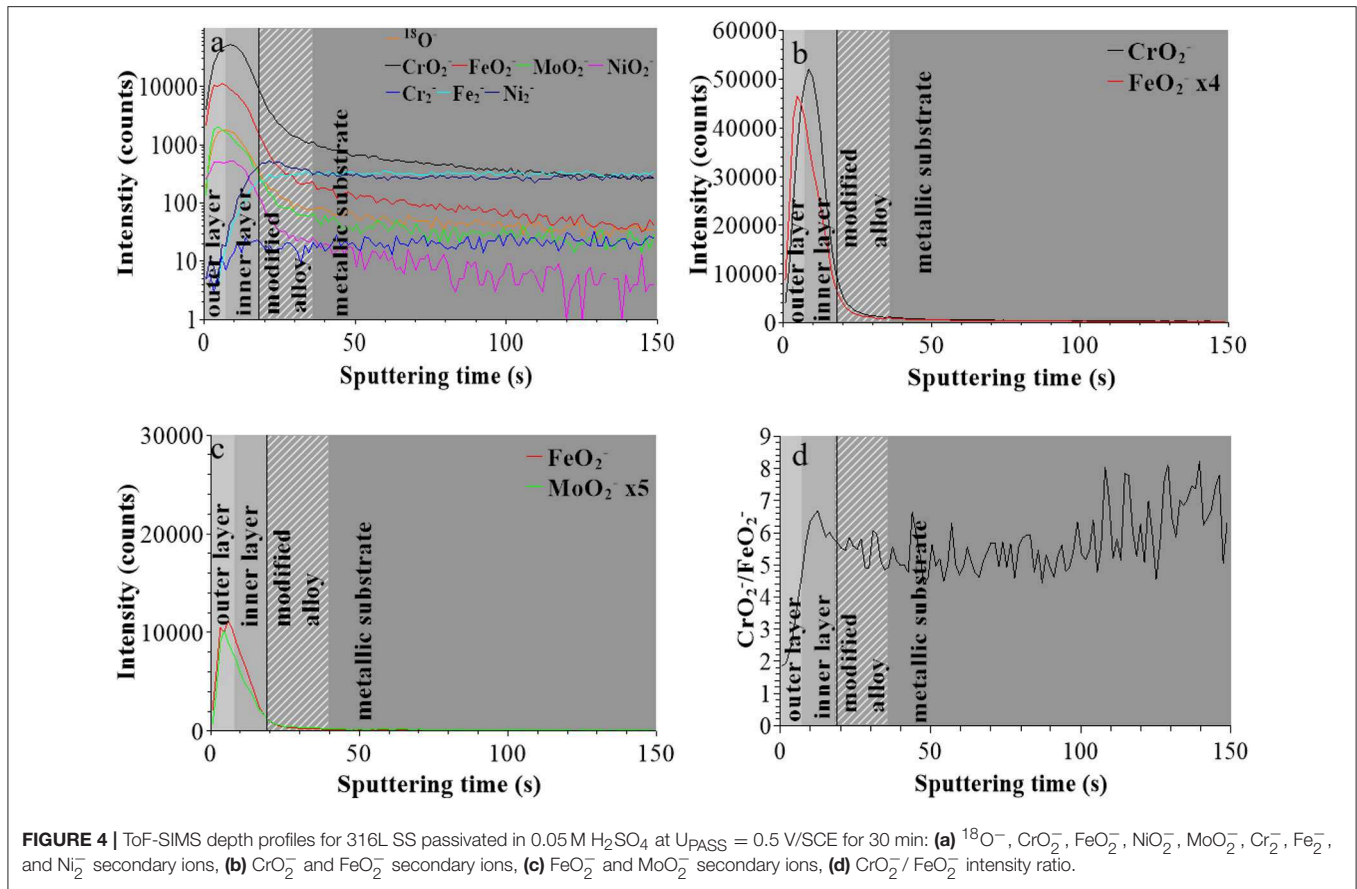 a
¹⁸O⁻
CrO₂⁻ FeO₂⁻ MoO₂⁻ NiO₂⁻
Cr₂⁻ Fe₂⁻ Ni₂⁻
Intenstiy (counts)
10000
1000
100
10
1
outer layer
inner layer
modified
alloy
metallic substrate
0 50 100 150
Sputtering time (s)
b
CrO₂⁻
FeO₂⁻ x4
Intensity (counts)
60000
50000
40000
30000
20000
10000
0
outer layer
inner layer
modified
alloy
metallic substrate
0 50 100 150
Sputtering time (s)
c
FeO₂⁻
MoO₂⁻ x5
Intensity (counts)
30000
20000
10000
0
outer layer
inner layer
modified
alloy
metallic substrate
0 50 100 150
Sputtering time (s)
d
CrO₂⁻/FeO₂⁻
9
8
7
6
5
4
3
2
1
0
outer layer
inner layer
modified
alloy
metallic substrate
0 50 100 150
Sputtering time (s)
FIGURE 4 | ToF-SIMS depth profiles for 316L SS passivated in 0.05 M H₂SO₄ at U_PASS = 0.5 V/SCE for 30 min: (a) ¹⁸O⁻, CrO₂⁻, FeO₂⁻, NiO₂⁻, MoO₂⁻, Cr₂⁻, Fe₂⁻,
and Ni₂⁻ secondary ions, (b) CrO₂⁻ and FeO₂⁻ secondary ions, (c) FeO₂⁻ and MoO₂⁻ secondary ions, (d) CrO₂⁻/ FeO₂⁻ intensity ratio.